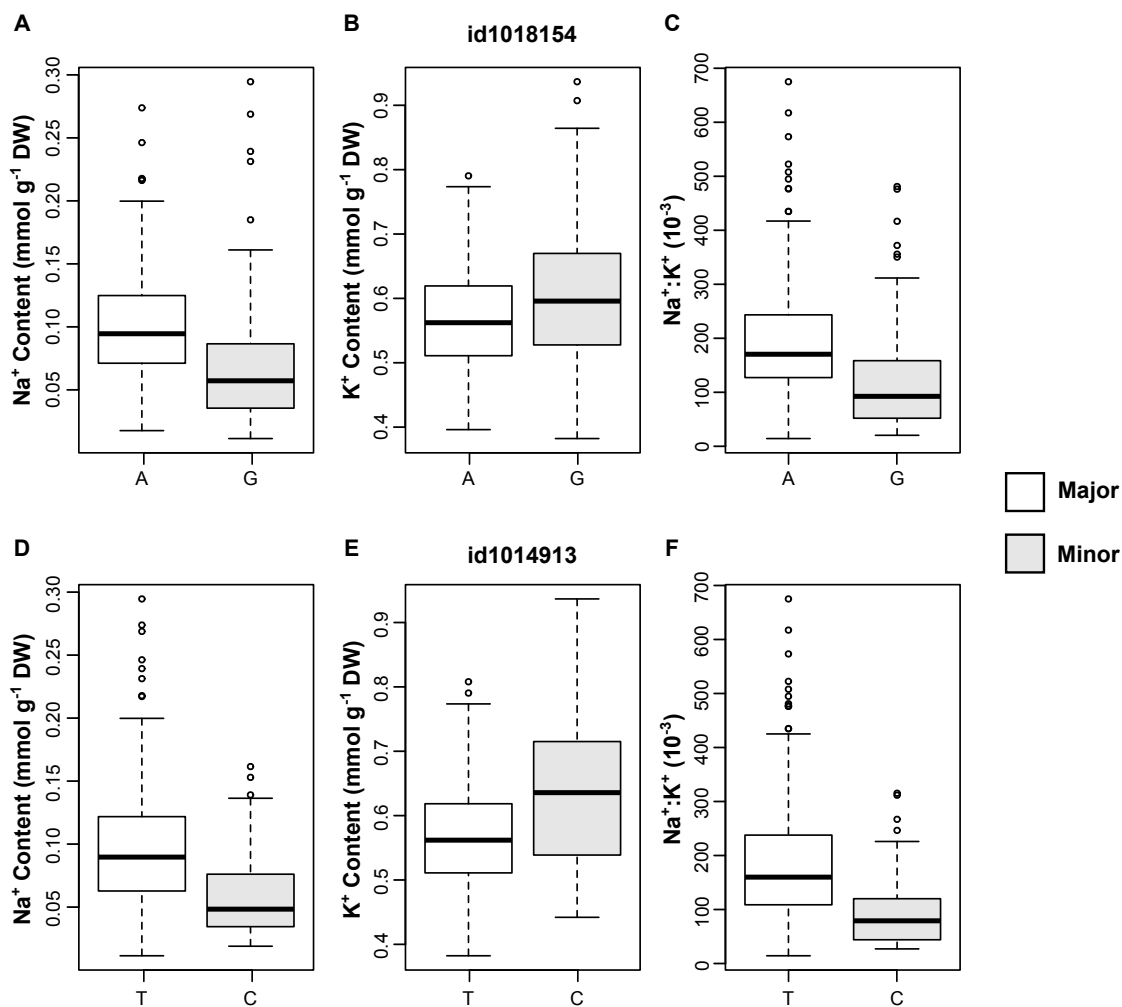 A
B
id1018154
C
Na⁺ Content (mmol g⁻¹ DW)
0.05 0.10 0.15 0.20 0.25 0.30
A G
K⁺ Content (mmol g⁻¹ DW)
0.4 0.5 0.6 0.7 0.8 0.9
A G
Na⁺:K⁺ (10⁻³)
0 100 200 300 400 500 600 700
A G
Major
Minor
D
E
id1014913
F
Na⁺ Content (mmol g⁻¹ DW)
0.05 0.10 0.15 0.20 0.25 0.30
T C
K⁺ Content (mmol g⁻¹ DW)
0.4 0.5 0.6 0.7 0.8 0.9
T C
Na⁺:K⁺ (10⁻³)
0 100 200 300 400 500 600 700
T C